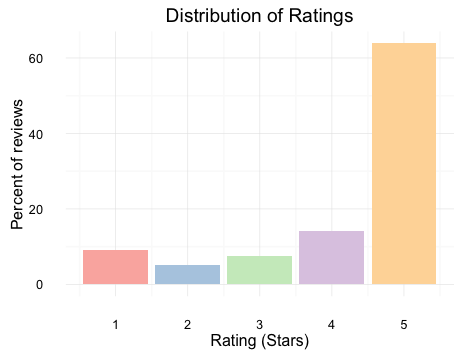 Distribution of Ratings
Percent of reviews
60
40
20
0
1 2 3 4 5
Rating (Stars)